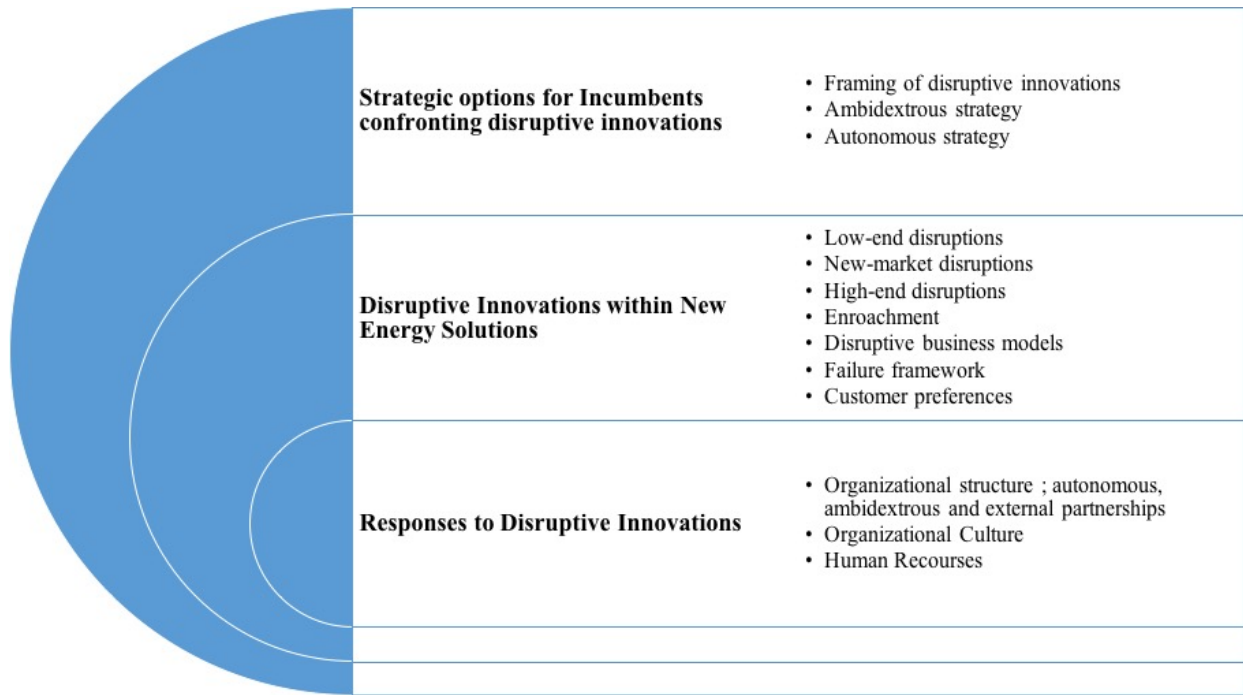 Strategic options for Incumbents
confronting disruptive innovations
• Framing of disruptive innovations
• Ambidextrous strategy
• Autonomous strategy
Disruptive Innovations within New
Energy Solutions
• Low-end disruptions
• New-market disruptions
• High-end disruptions
• Enroachment
• Disruptive business models
• Failure framework
• Customer preferences
Responses to Disruptive Innovations
• Organizational structure ; autonomous,
ambidextrous and external partnerships
• Organizational Culture
• Human Recourses